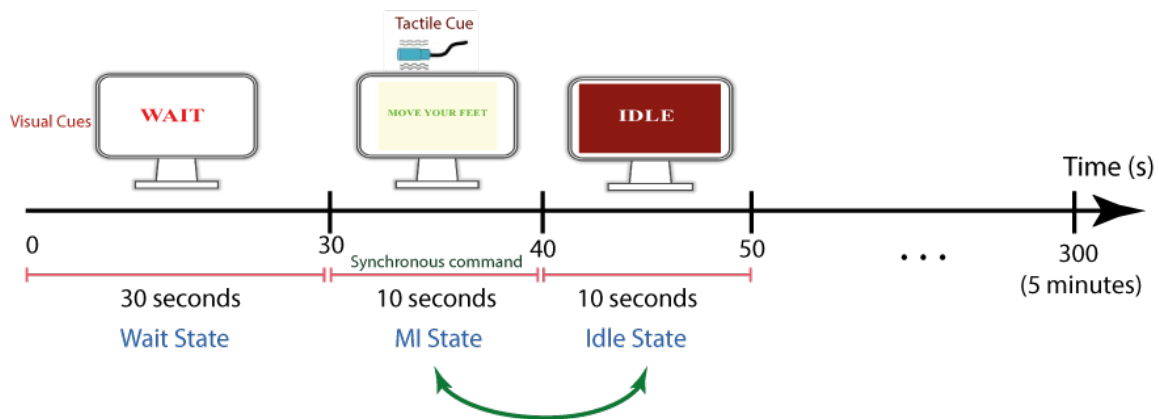 Tactile Cue
Visual Cues
WAIT
MOVE YOUR FEET
IDLE
Time (s)
0
30
40
50
...
300
(5 minutes)
Synchronous command
30 seconds
10 seconds
10 seconds
Wait State
MI State
Idle State